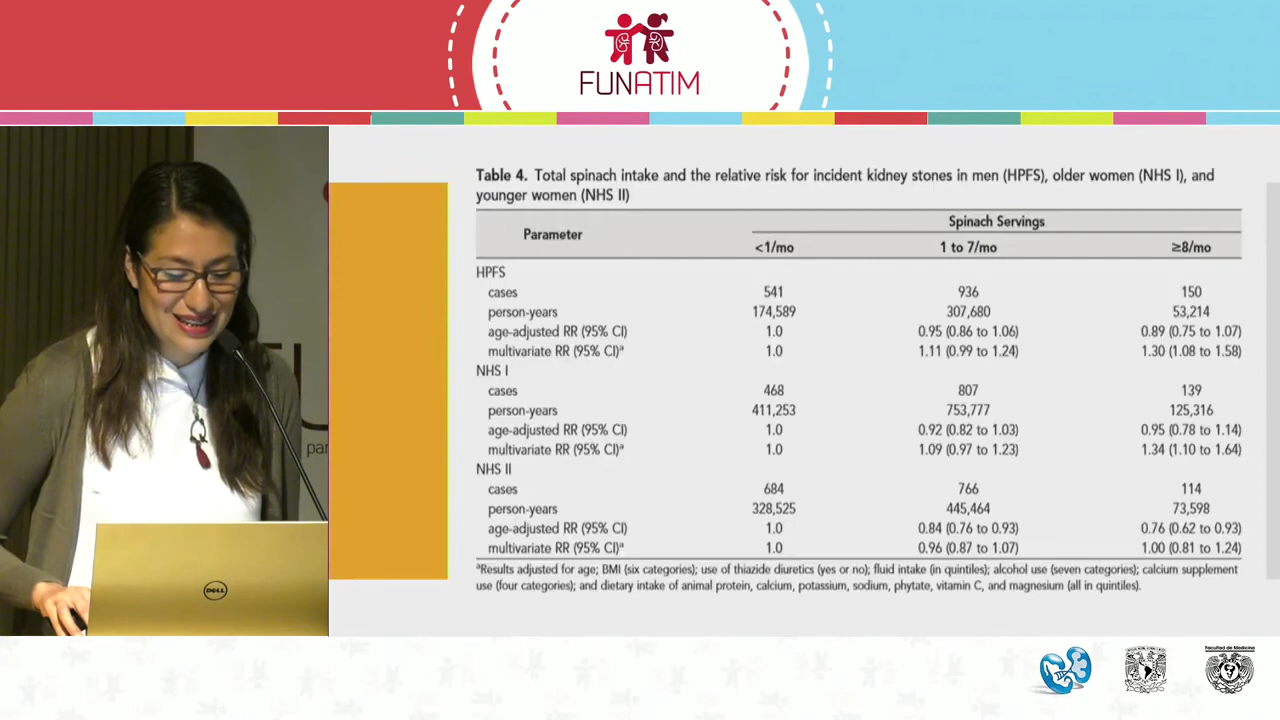 FUNATIM
par
DELL
Table 4. Total spinach intake and the relative risk for incident kidney stones in men (HPFS), older women (NHS I), and
younger women (NHS II)
Parameter
Spinach Servings
<1/mo 1 to 7/mo ≥8/mo
HPFS
cases 541 936 150
person-years 174,589 307,680 53,214
age-adjusted RR (95% CI) 1.0 0.95 (0.86 to 1.06) 0.89 (0.75 to 1.07)
multivariate RR (95% CI)ᵃ 1.0 1.11 (0.99 to 1.24) 1.30 (1.08 to 1.58)
NHS I
cases 468 807 139
person-years 411,253 753,777 125,316
age-adjusted RR (95% CI) 1.0 0.92 (0.82 to 1.03) 0.95 (0.78 to 1.14)
multivariate RR (95% CI)ᵃ 1.0 1.09 (0.97 to 1.23) 1.34 (1.10 to 1.64)
NHS II
cases 684 766 114
person-years 328,525 445,464 73,598
age-adjusted RR (95% CI) 1.0 0.84 (0.76 to 0.93) 0.76 (0.62 to 0.93)
multivariate RR (95% CI)ᵃ 1.0 0.96 (0.87 to 1.07) 1.00 (0.81 to 1.24)
ᵃResults adjusted for age; BMI (six categories); use of thiazide diuretics (yes or no); fluid intake (in quintiles); alcohol use (seven categories); calcium supplement
use (four categories); and dietary intake of animal protein, calcium, potassium, sodium, phytate, vitamin C, and magnesium (all in quintiles).
Facultad de Medicina